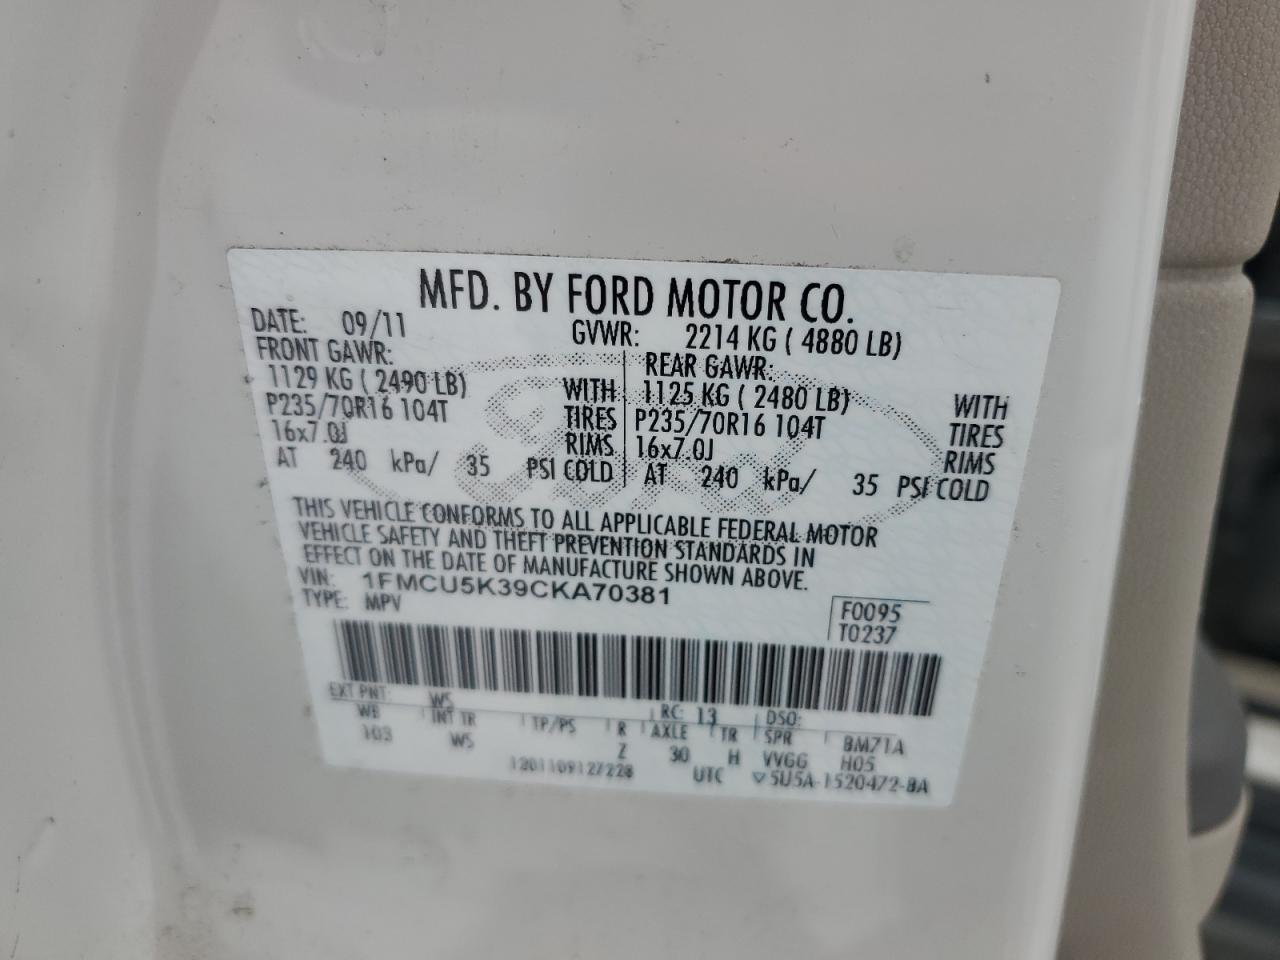 MFD. BY FORD MOTOR CO.
DATE: 09/11 GVWR: 2214 KG ( 4880 LB)
FRONT GAWR: REAR GAWR:
1129 KG ( 2490 LB) WITH 1125 KG ( 2480 LB) WITH
P235/70R16 104T TIRES P235/70R16 104T TIRES
16x7.0J RIMS 16x7.0J RIMS
AT 240 kPa/ 35 PSI COLD AT 240 kPa/ 35 PSI COLD
THIS VEHICLE CONFORMS TO ALL APPLICABLE FEDERAL MOTOR
VEHICLE SAFETY AND THEFT PREVENTION STANDARDS IN
EFFECT ON THE DATE OF MANUFACTURE SHOWN ABOVE.
VIN: 1FMCU5K39CKA70381
TYPE: MPV
F0095
T0237
EXT PNT: WS RC: 13 DSO:
WB INT TR TP/PS R AXLE TR SPR BM71A
103 WS Z 30 H VVGG H05
1201109127228 UTC ▽5U5A-1520472-BA
Ford